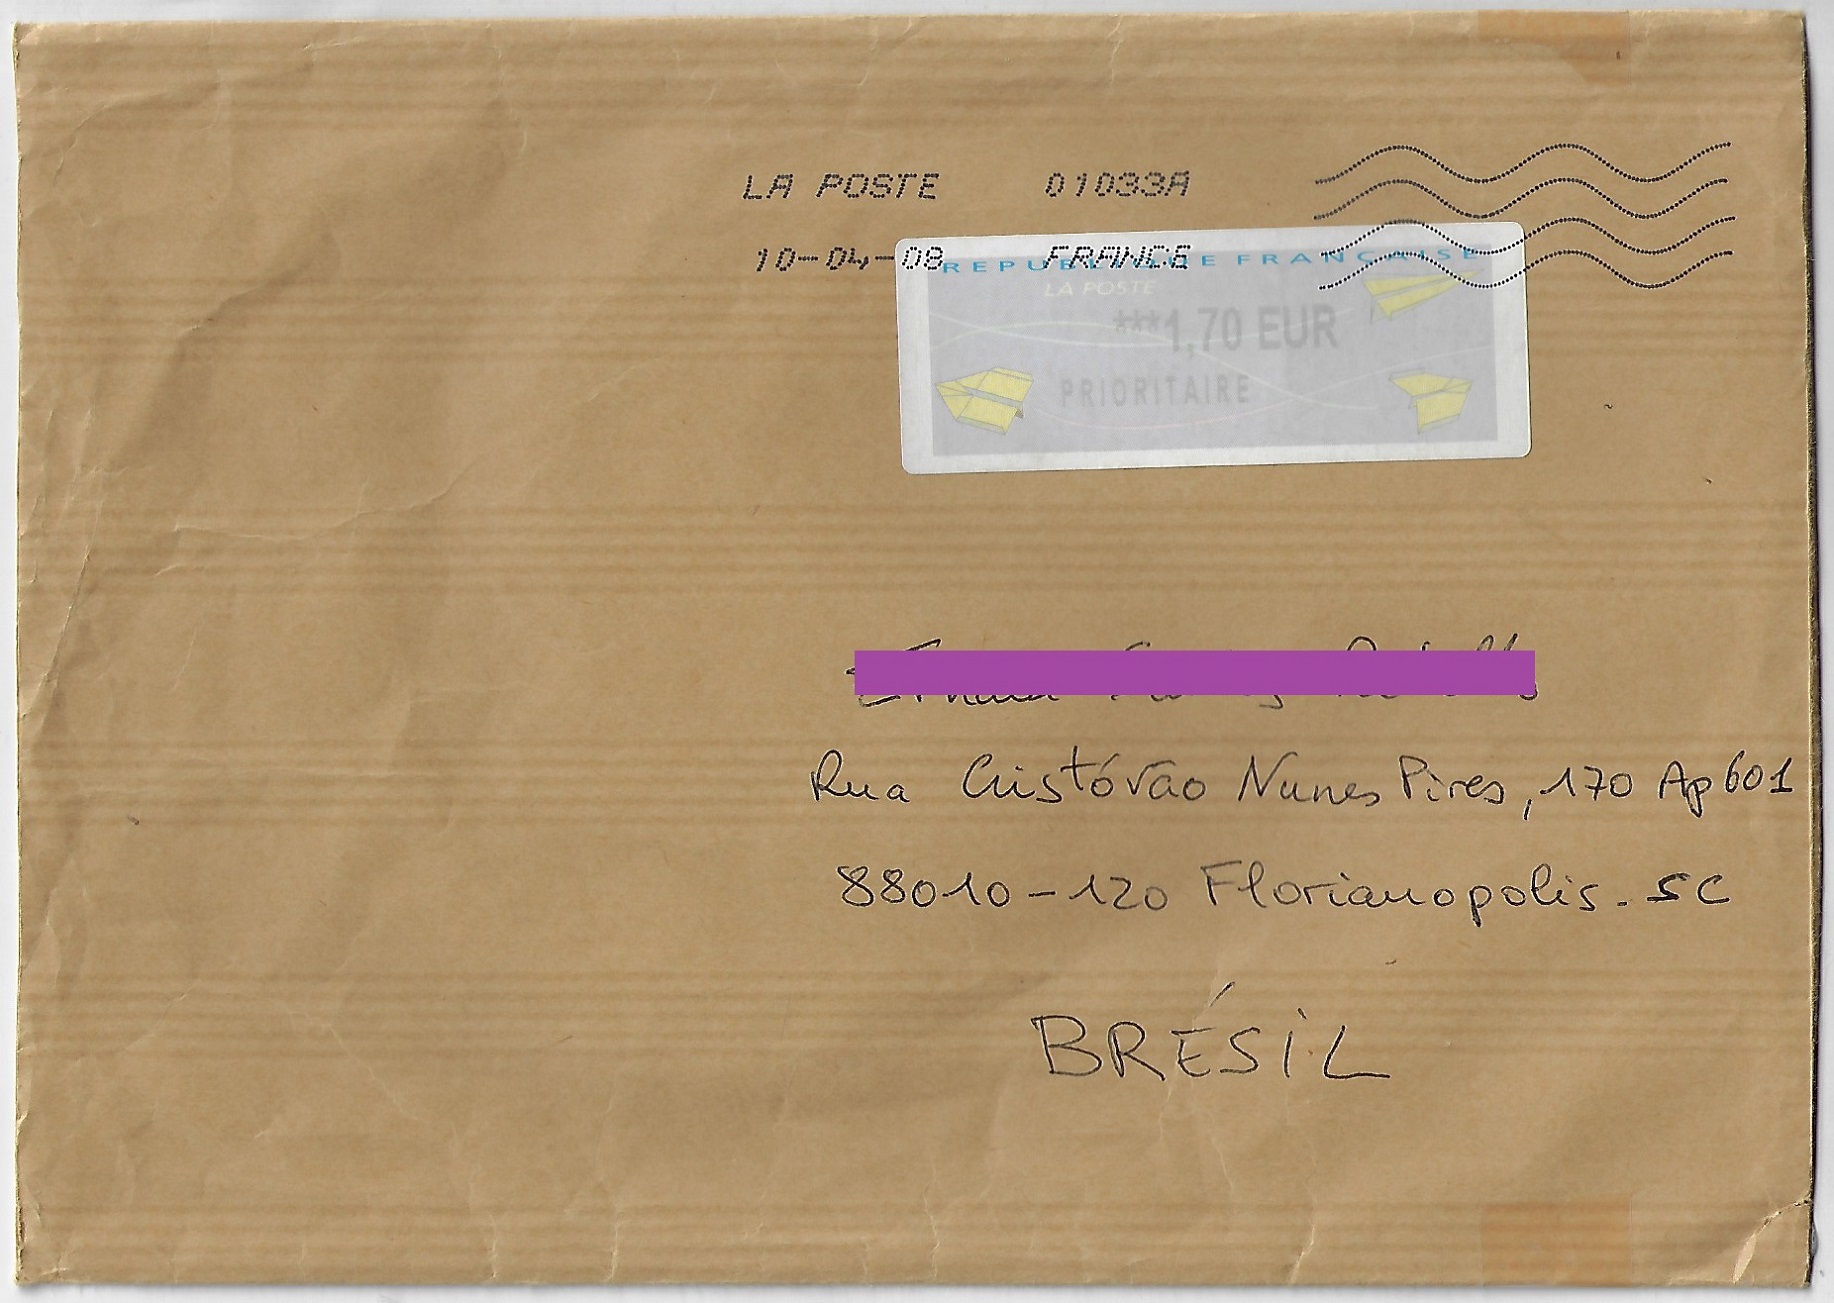 LA POSTE 01033A
10-04-08 FRANCE
REPUBLIQUE FRANÇAISE
LA POSTE
***1,70 EUR
PRIORITAIRE
Rua Cristóvão Nunes Pires, 170 Ap 601
88010-120 Florianopolis. SC
BRÉSIL